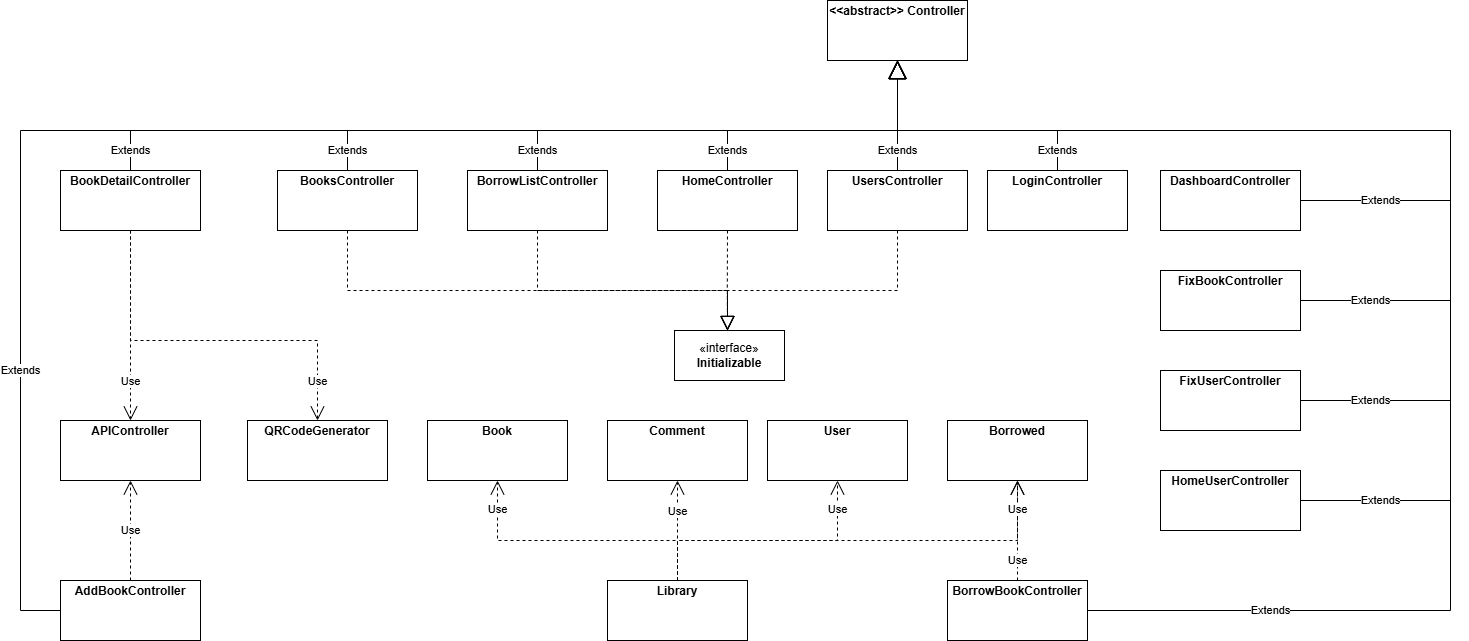 <<abstract>> Controller
Extends
Extends
Extends
Extends
Extends
Extends
BookDetailController
BooksController
BorrowListController
HomeController
UsersController
LoginController
DashboardController
Extends
FixBookController
Extends
«interface»
Initializable
Extends
Use
Use
FixUserController
Extends
APIController
QRCodeGenerator
Book
Comment
User
Borrowed
HomeUserController
Extends
Use
Use
Use
Use
Use
Use
AddBookController
Library
BorrowBookController
Extends